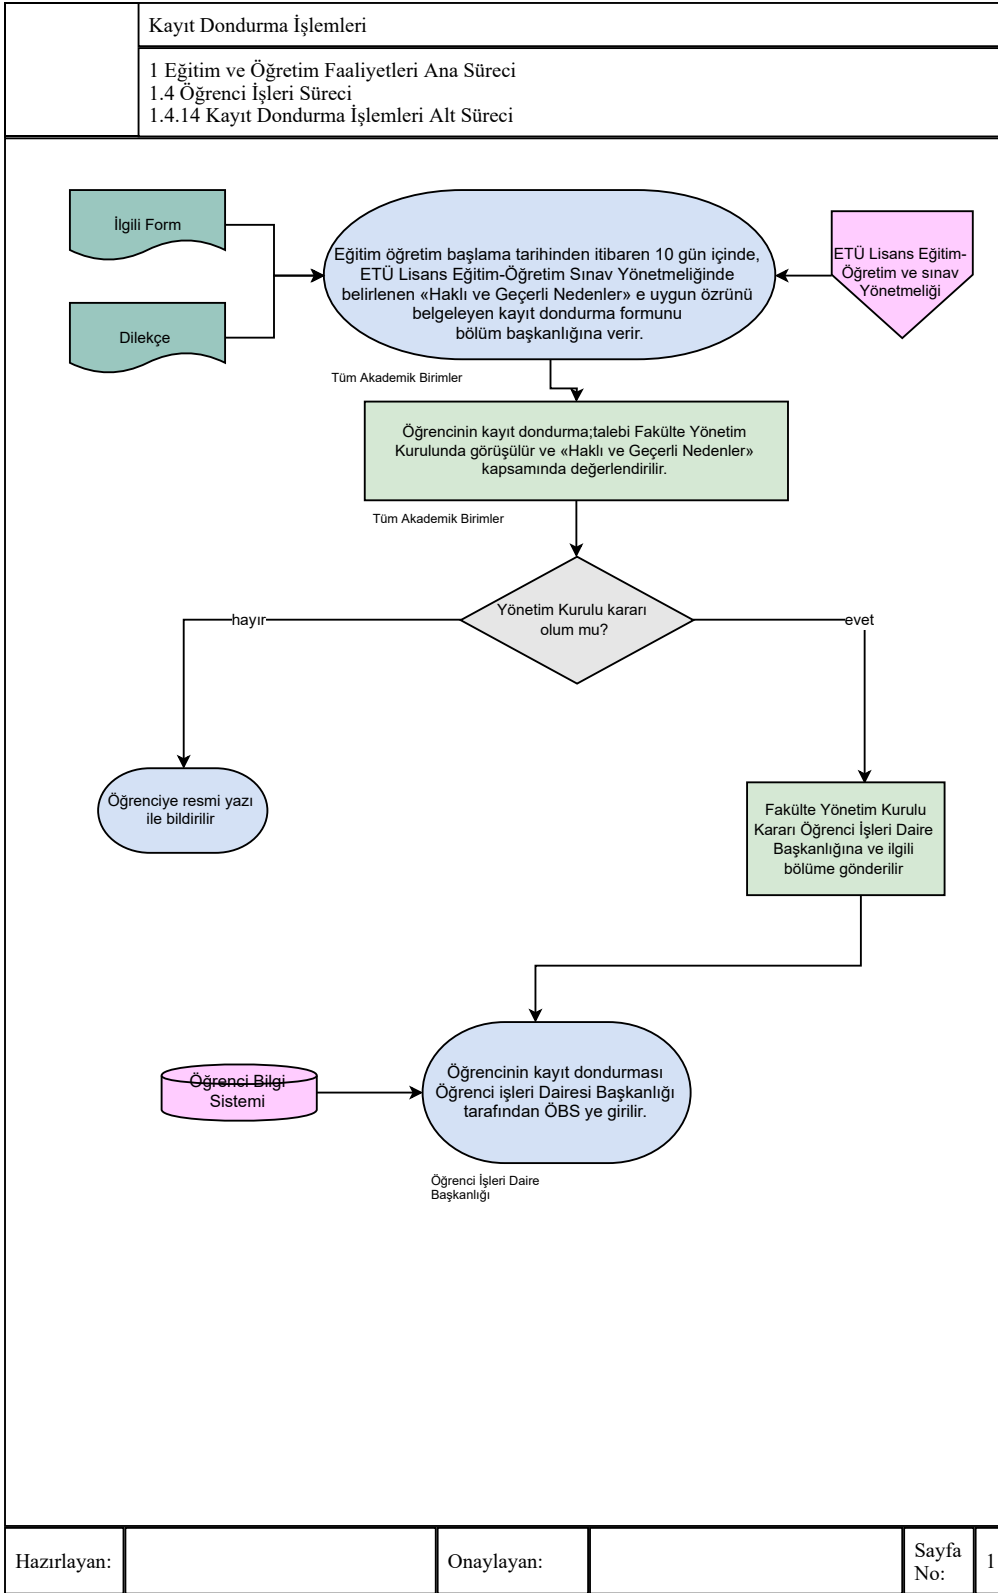 Kayıt Dondurma İşlemleri
1 Eğitim ve Öğretim Faaliyetleri Ana Süreci
1.4 Öğrenci İşleri Süreci
1.4.14 Kayıt Dondurma İşlemleri Alt Süreci
İlgili Form
Dilekçe
Eğitim öğretim başlama tarihinden itibaren 10 gün içinde,
ETÜ Lisans Eğitim-Öğretim Sınav Yönetmeliğinde
belirlenen «Haklı ve Geçerli Nedenler» e uygun özrünü
belgeleyen kayıt dondurma formunu
bölüm başkanlığına verir.
ETÜ Lisans Eğitim-
Öğretim ve sınav
Yönetmeliği
Tüm Akademik Birimler
Öğrencinin kayıt dondurma;talebi Fakülte Yönetim
Kurulunda görüşülür ve «Haklı ve Geçerli Nedenler»
kapsamında değerlendirilir.
Tüm Akademik Birimler
Yönetim Kurulu kararı
olum mu?
hayır
evet
Öğrenciye resmi yazı
ile bildirilir
Fakülte Yönetim Kurulu
Kararı Öğrenci İşleri Daire
Başkanlığına ve ilgili
bölüme gönderilir
Öğrenci Bilgi
Sistemi
Öğrencinin kayıt dondurması
Öğrenci işleri Dairesi Başkanlığı
tarafından ÖBS ye girilir.
Öğrenci İşleri Daire
Başkanlığı
Hazırlayan:
Onaylayan:
Sayfa
No:
1